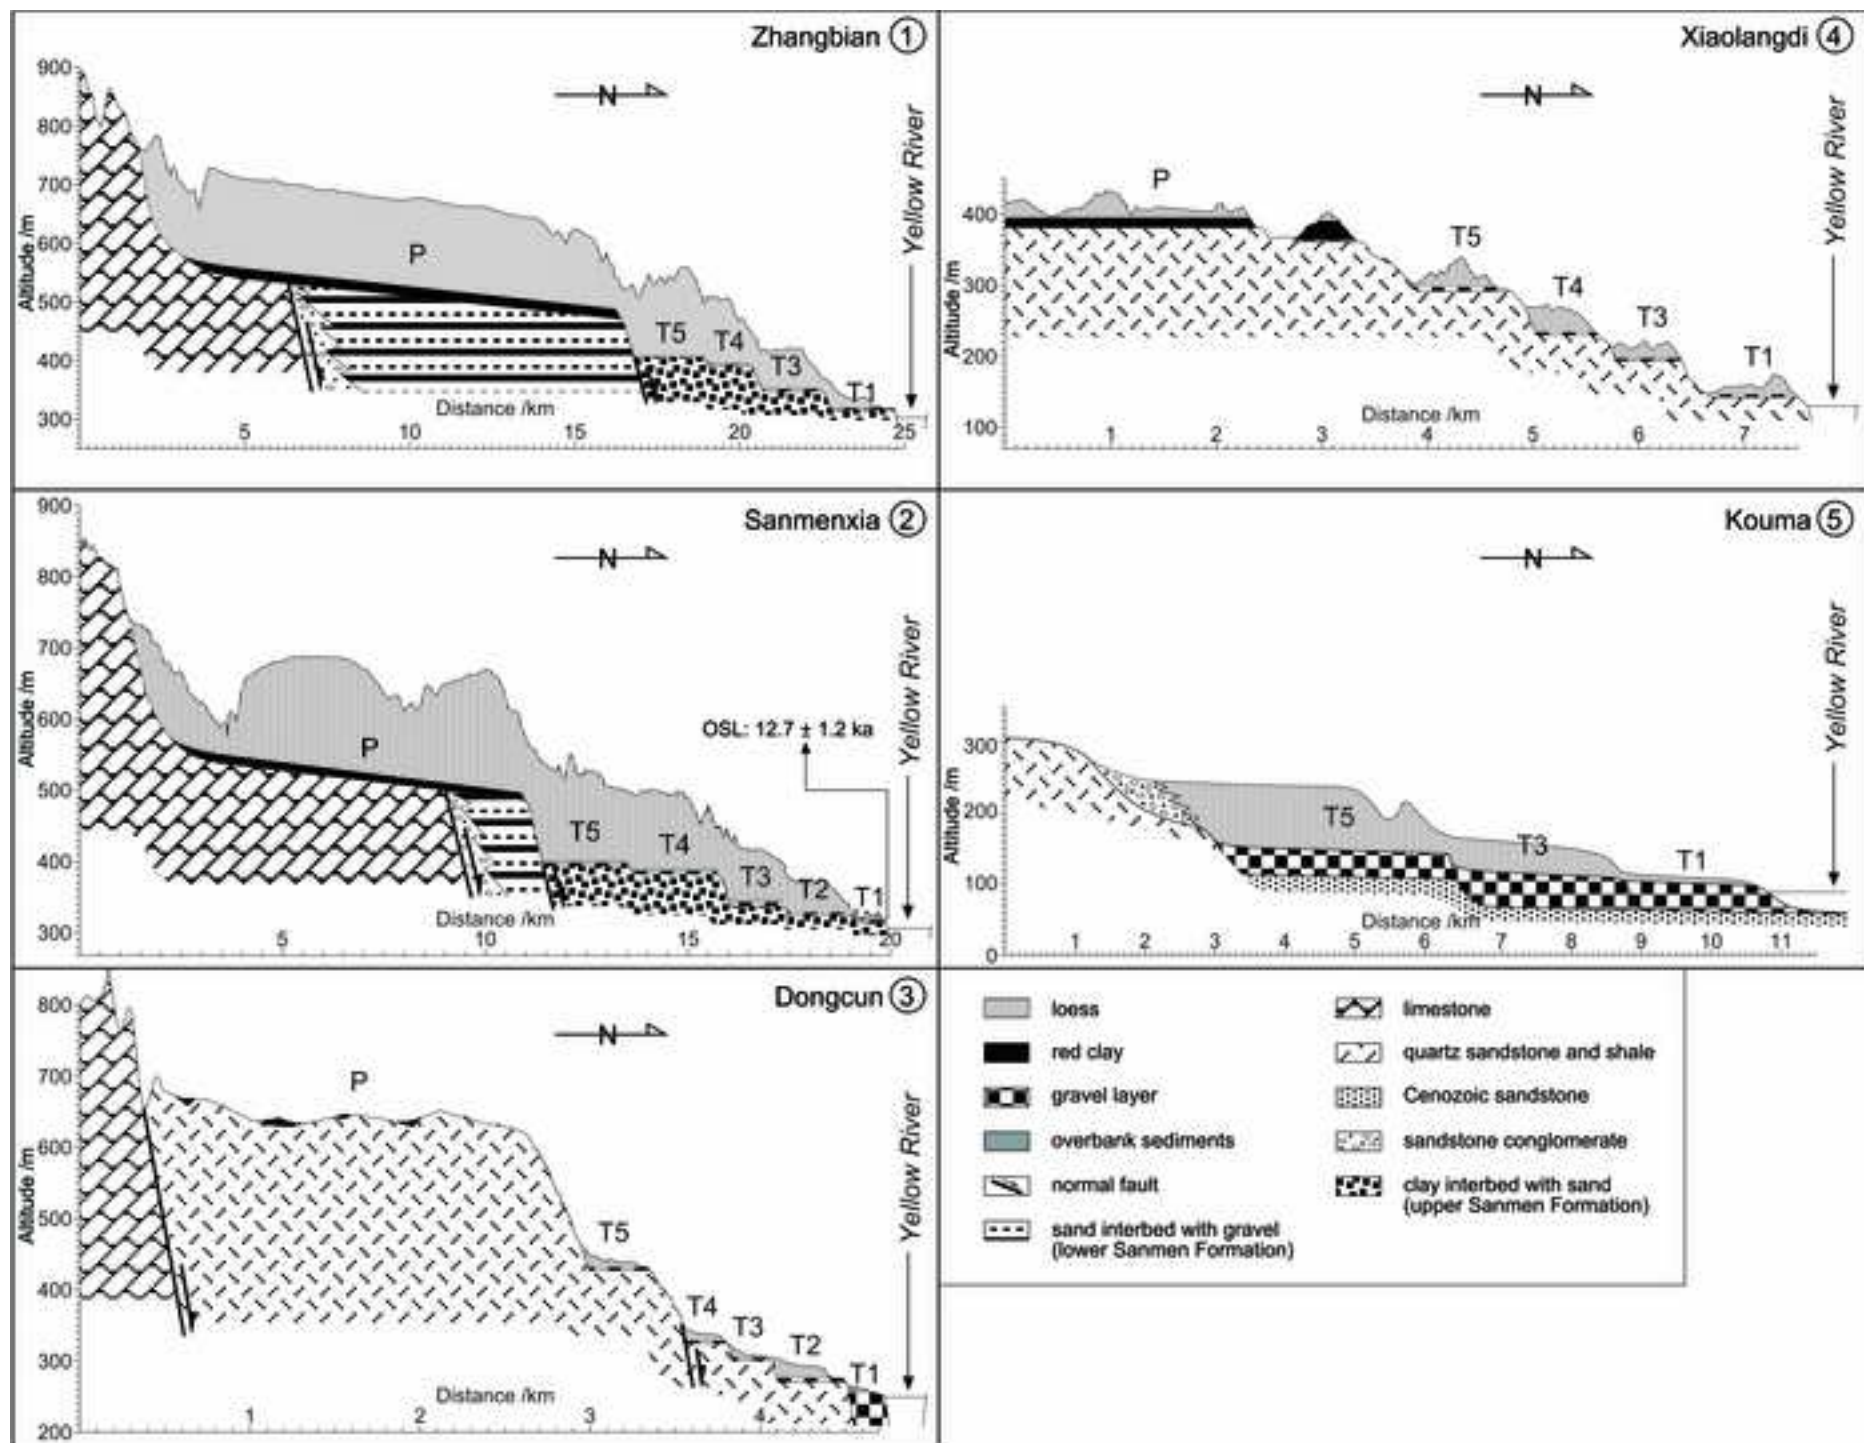 Zhangbian 1
N
Altitude /m
900
800
700
600
500
400
300
P
T5
T4
T3
T1
Yellow River
Distance /km
5
10
15
20
25
Xiaolangdi 4
N
Altitude /m
400
300
200
100
P
T5
T4
T3
T1
Yellow River
Distance /km
1
2
3
4
5
6
7
Sanmenxia 2
N
Altitude /m
900
800
700
600
500
400
300
P
OSL: 12.7 ± 1.2 ka
T5
T4
T3
T2
T1
Yellow River
Distance /km
5
10
15
20
Kouma 5
N
Altitude /m
300
200
100
0
T5
T3
T1
Yellow River
Distance /km
1
2
3
4
5
6
7
8
9
10
11
Dongcun 3
N
Altitude /m
800
700
600
500
400
300
200
P
T5
T4
T3
T2
T1
Yellow River
Distance /km
1
2
3
4
loess
red clay
gravel layer
overbank sediments
normal fault
sand interbed with gravel
(lower Sanmen Formation)
limestone
quartz sandstone and shale
Cenozoic sandstone
sandstone conglomerate
clay interbed with sand
(upper Sanmen Formation)